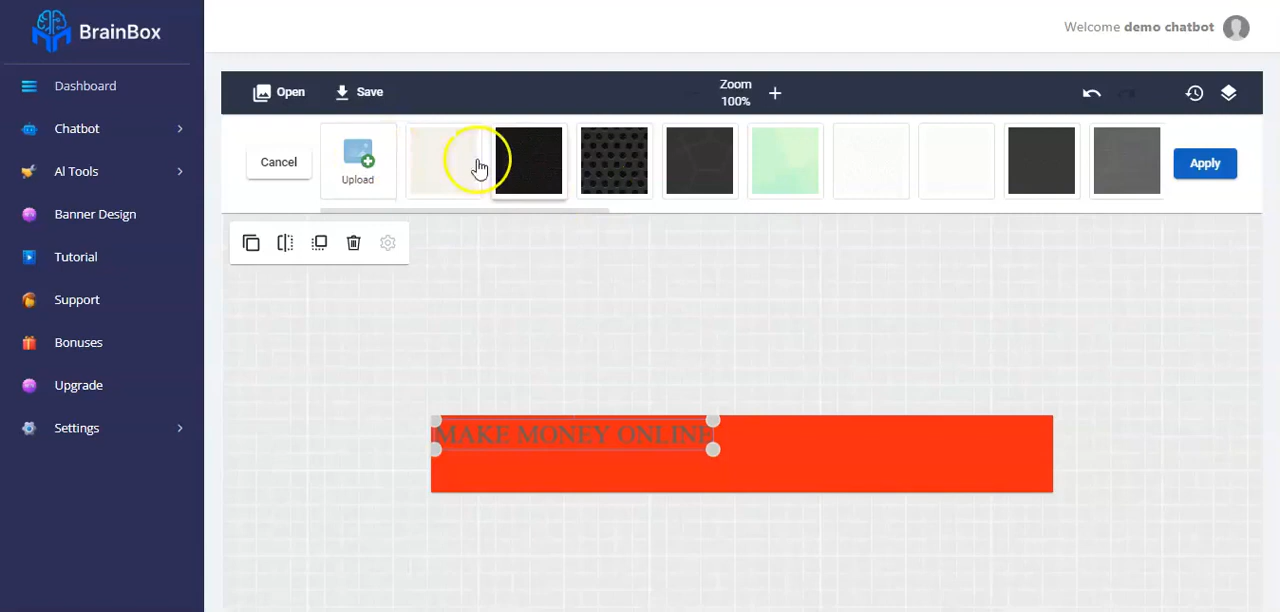 BrainBox
Welcome demo chatbot
Open
Save
Zoom
100%
Cancel
Upload
Apply
Dashboard
Chatbot
AI Tools
Banner Design
Tutorial
Support
Bonuses
Upgrade
Settings
MAKE MONEY ONLINE